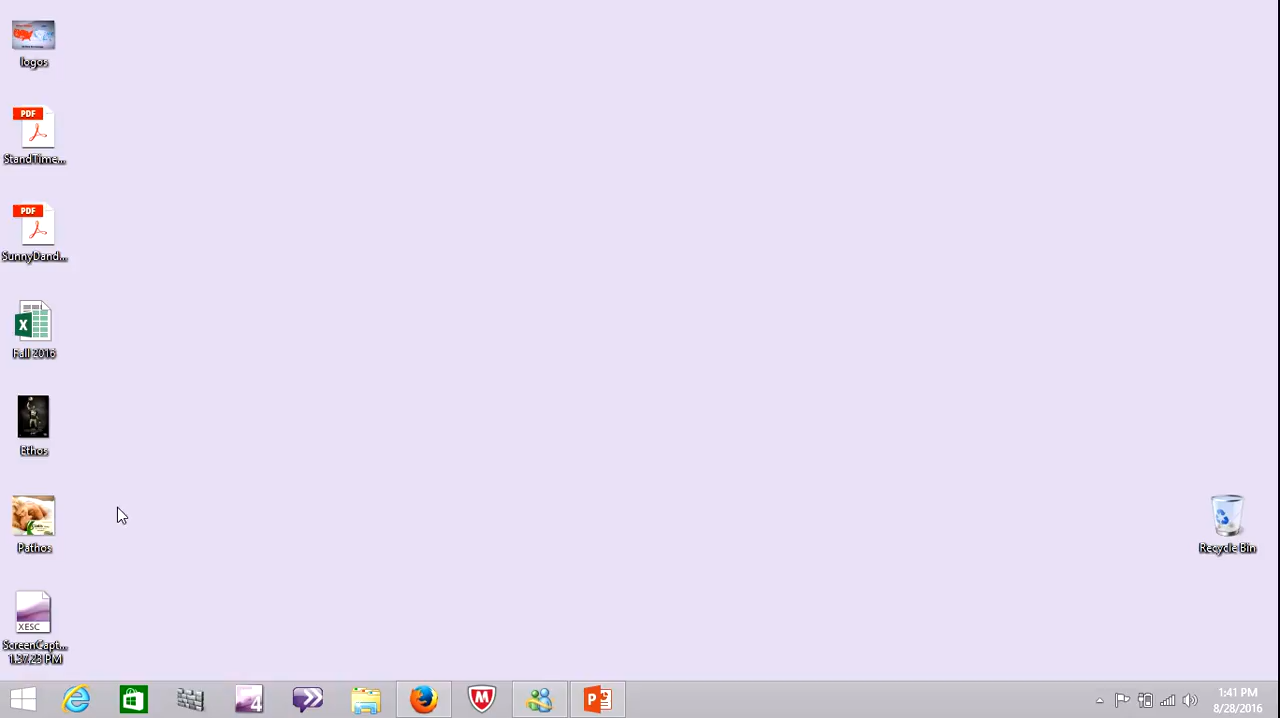 logos
PDF
StandTime...
PDF
SunnyDand...
X
Fall 2016
Ethos
Pathos
XESC
ScreenCapt...
1.37.23 PM
Recycle Bin
4
M
P
1:41 PM
8/28/2016